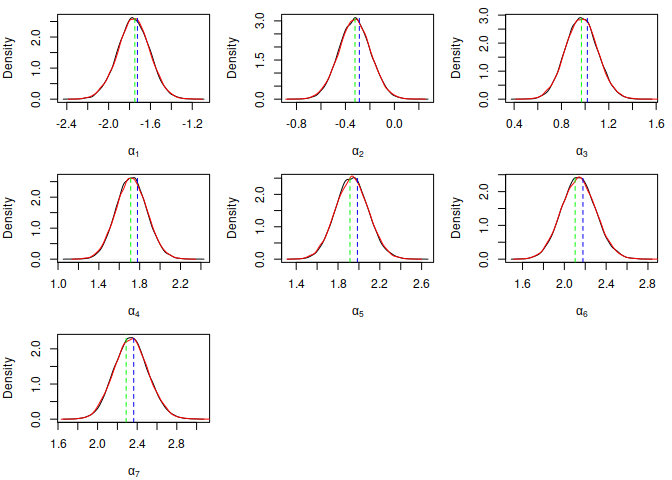 Density
0.0 1.0 2.0
-2.4 -2.0 -1.6 -1.2
α1
Density
0.0 1.5 3.0
-0.8 -0.4 0.0
α2
Density
0.0 1.0 2.0 3.0
0.4 0.8 1.2 1.6
α3
Density
0.0 1.0 2.0
1.0 1.4 1.8 2.2
α4
Density
0.0 1.0 2.0
1.4 1.8 2.2 2.6
α5
Density
0.0 1.0 2.0
1.6 2.0 2.4 2.8
α6
Density
0.0 1.0 2.0
1.6 2.0 2.4 2.8
α7